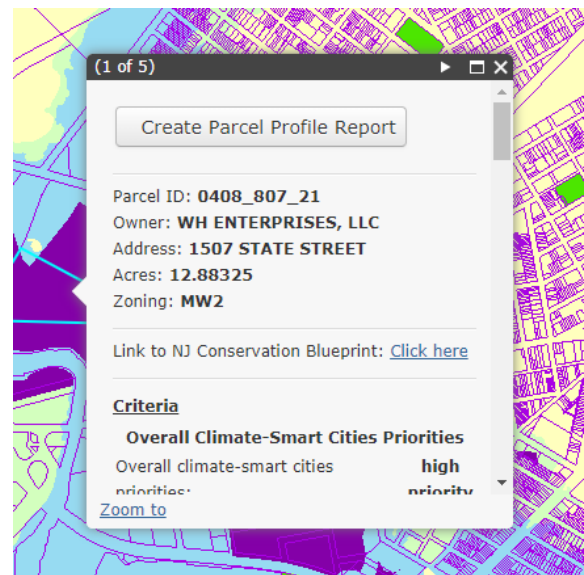 (1 of 5)
Create Parcel Profile Report
Parcel ID: 0408_807_21
Owner: WH ENTERPRISES, LLC
Address: 1507 STATE STREET
Acres: 12.88325
Zoning: MW2
Link to NJ Conservation Blueprint: Click here
Criteria
Overall Climate-Smart Cities Priorities
Overall climate-smart cities high
priorities: priority
Zoom to